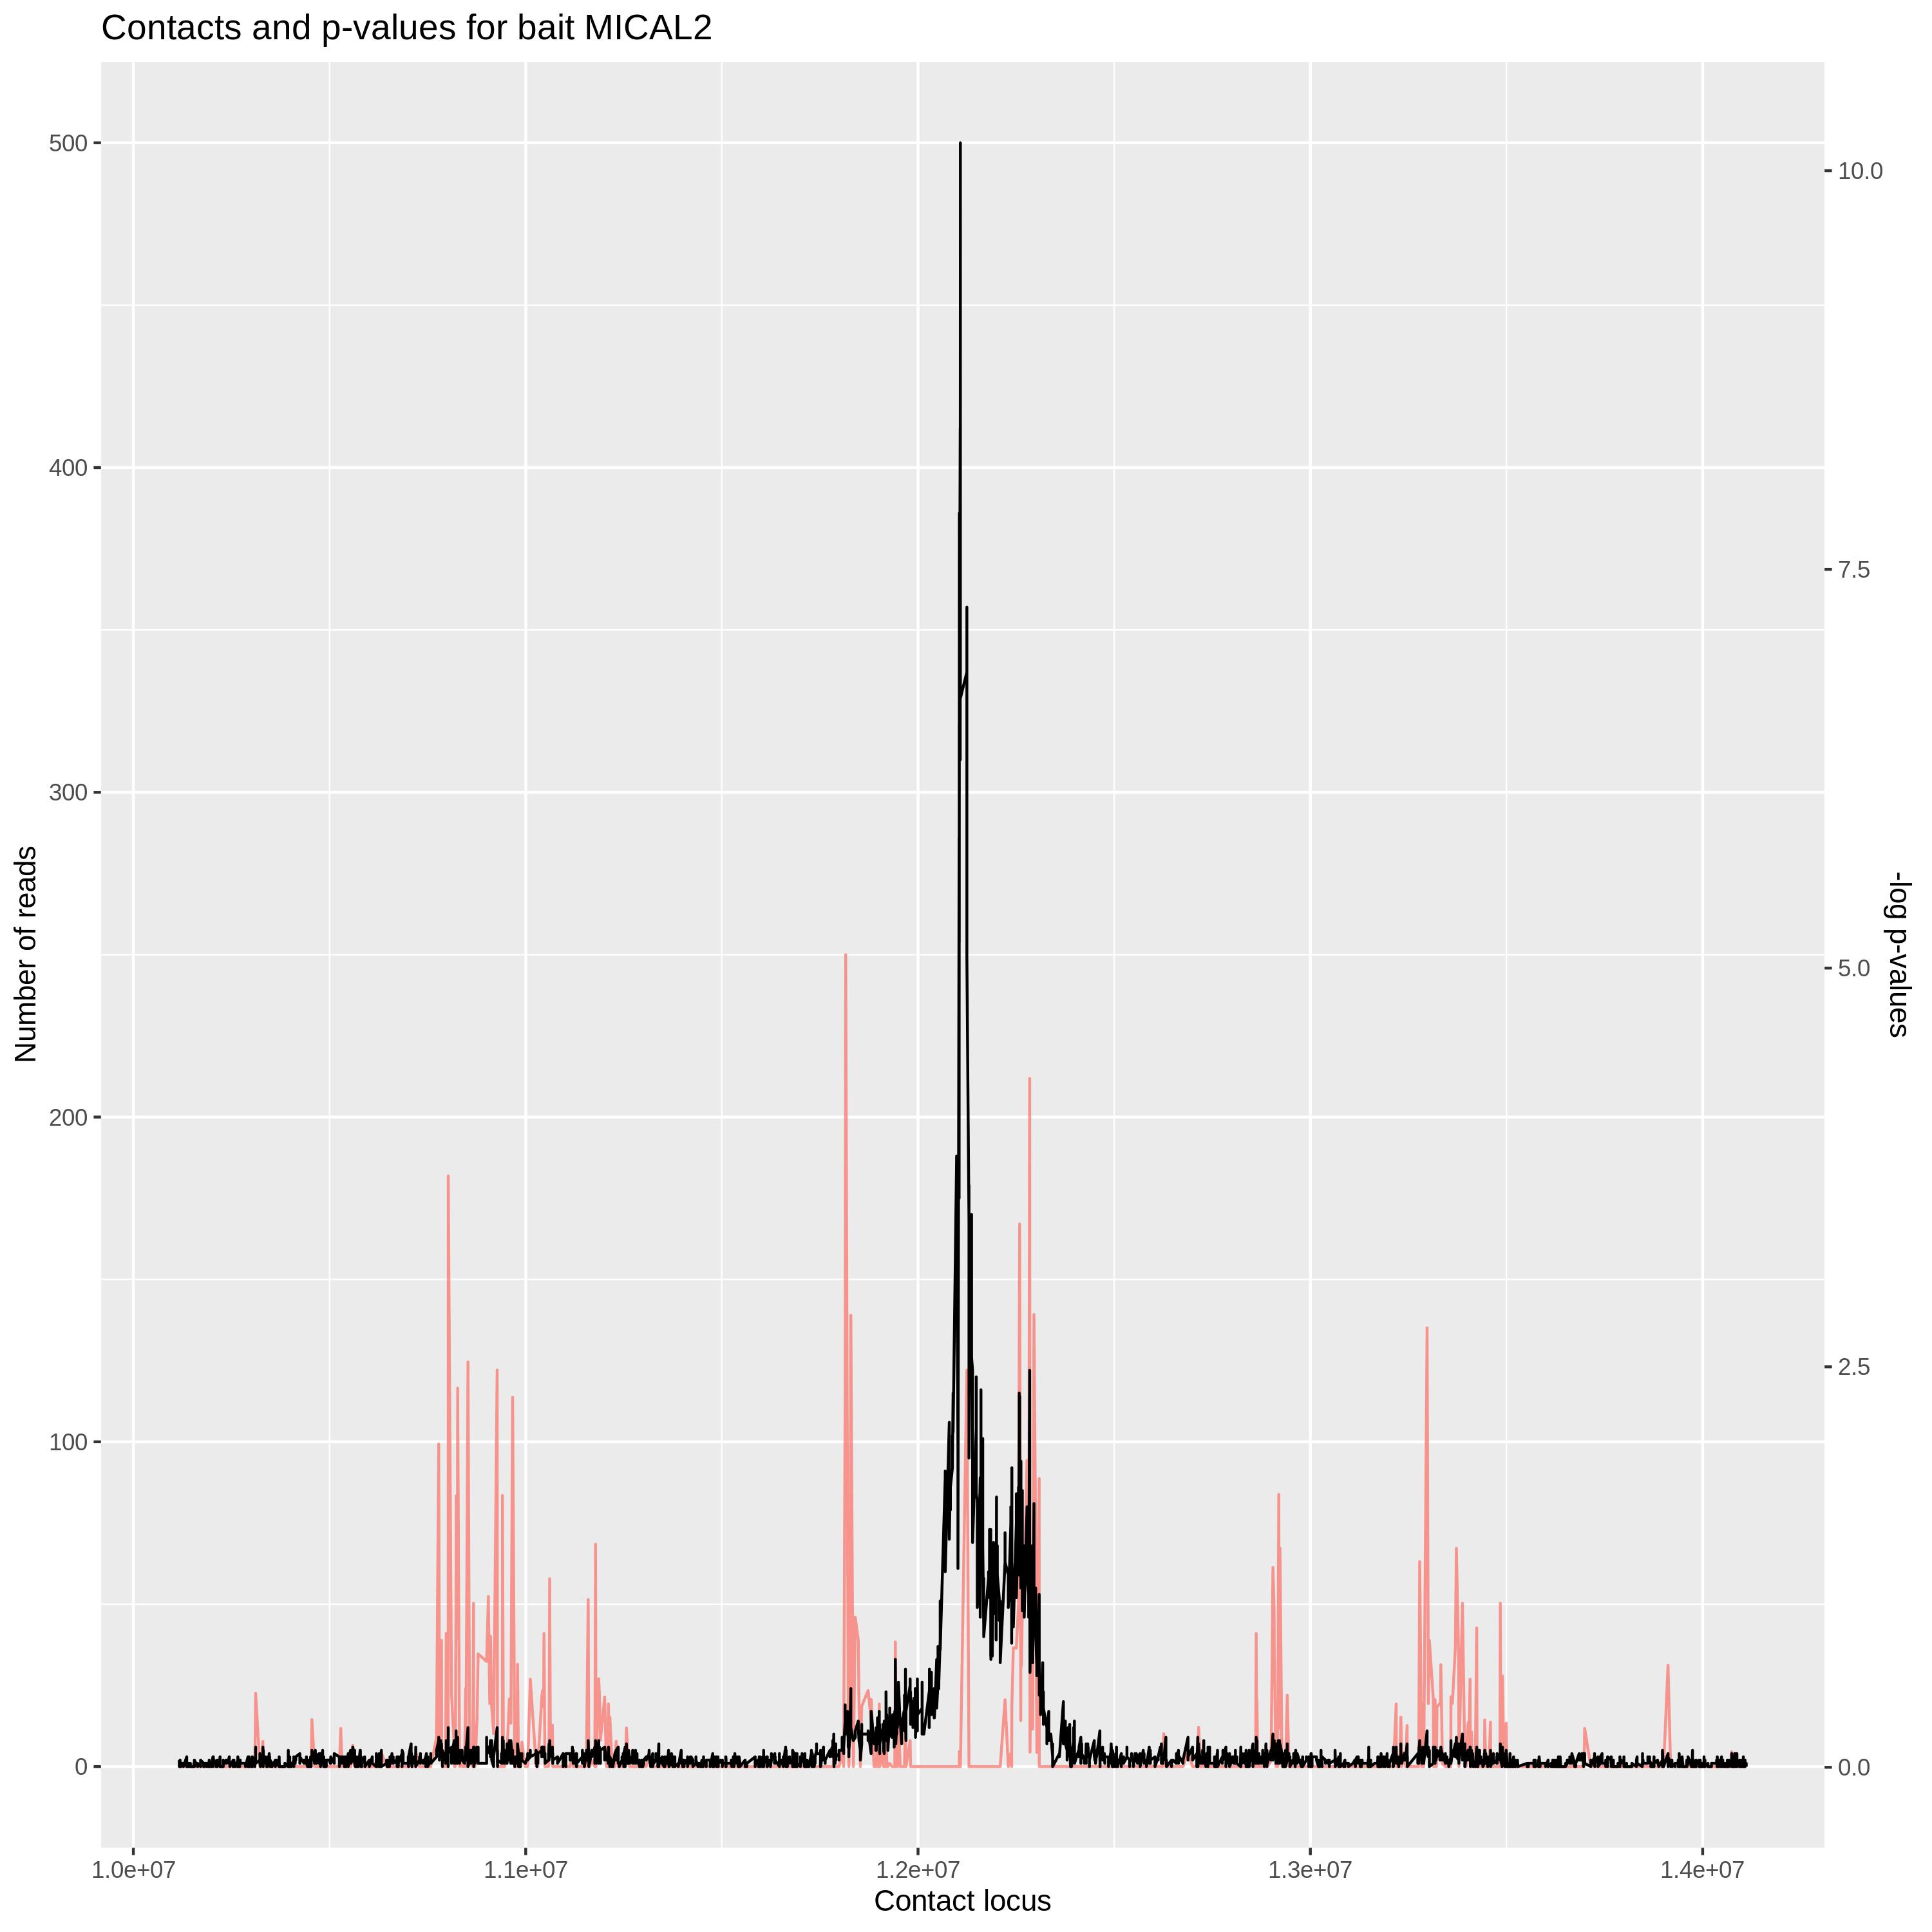 Contacts and p-values for bait MICAL2
500
400
300
200
100
0
Number of reads
10.0
7.5
5.0
2.5
0.0
-log p-values
1.0e+07
1.1e+07
1.2e+07
1.3e+07
1.4e+07
Contact locus